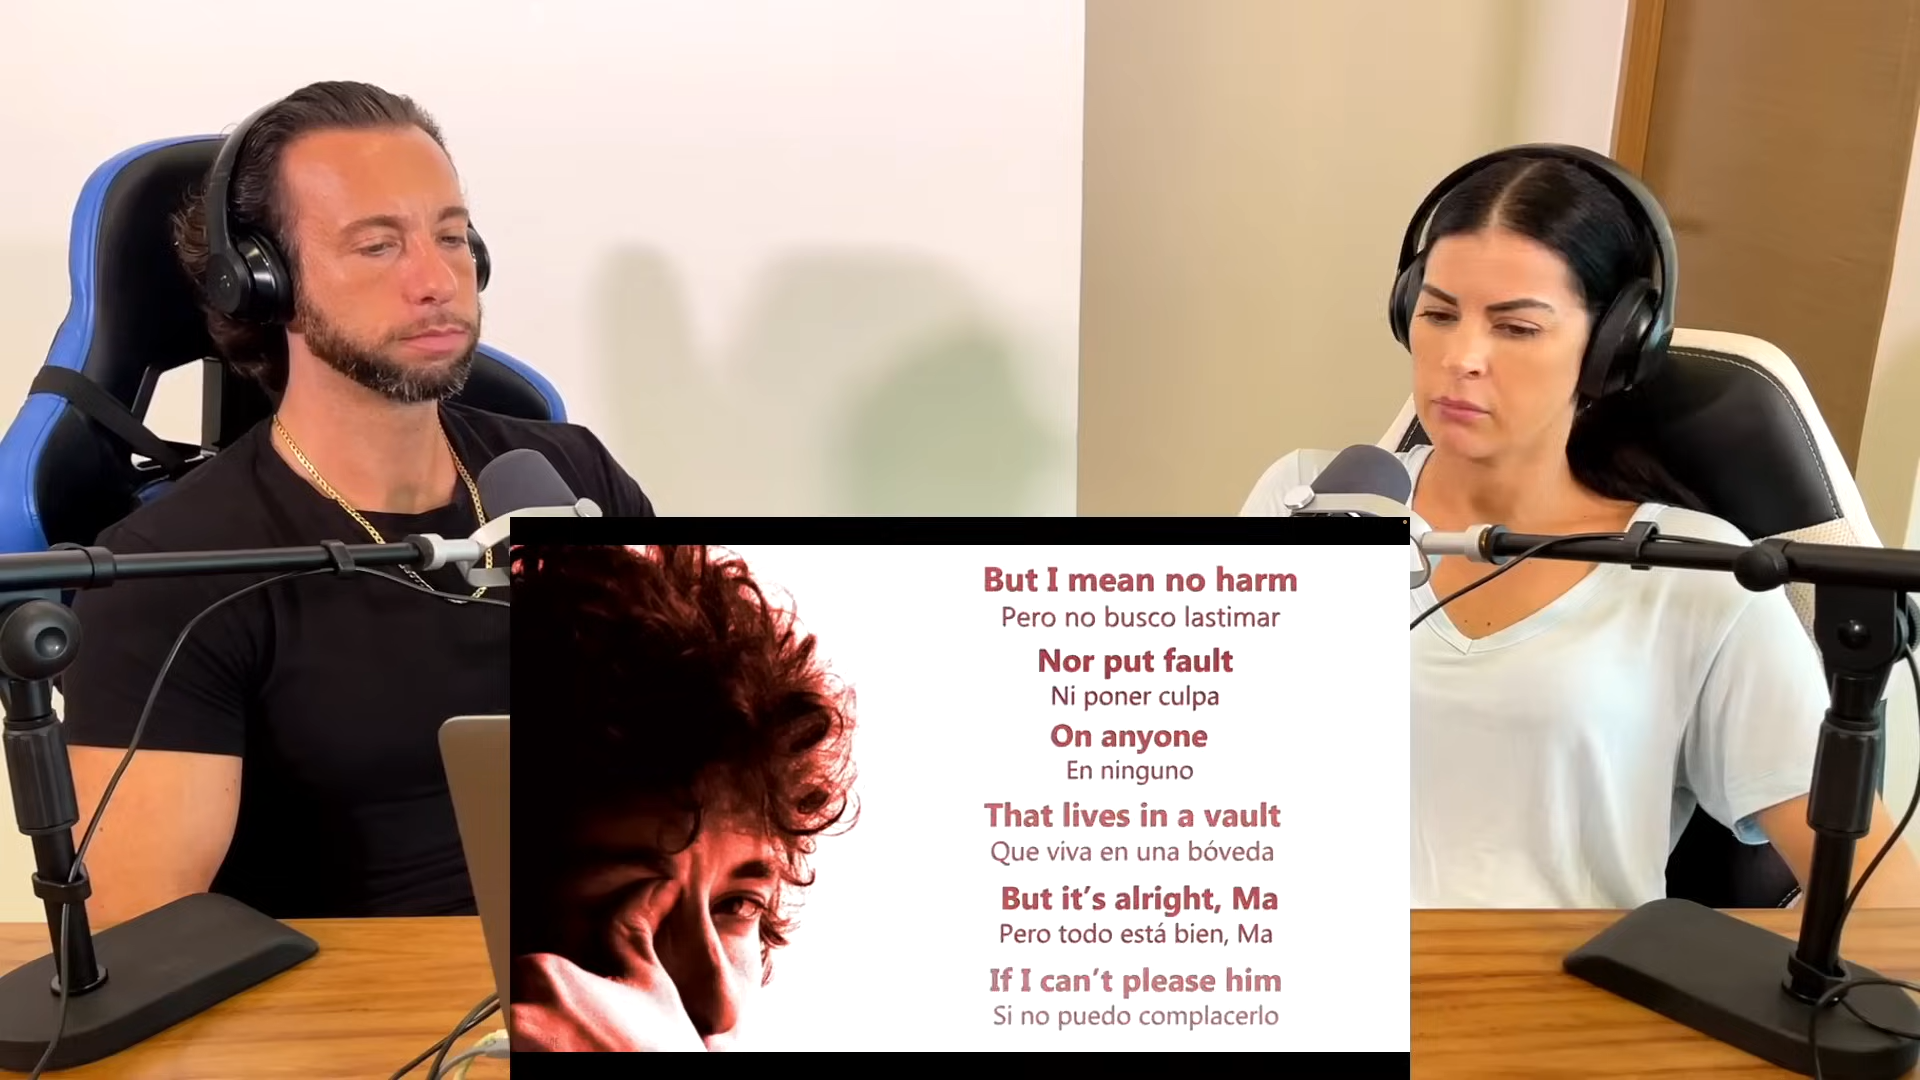 But I mean no harm
Pero no busco lastimar
Nor put fault
Ni poner culpa
On anyone
En ninguno
That lives in a vault
Que viva en una bóveda
But it’s alright, Ma
Pero todo está bien, Ma
If I can’t please him
Si no puedo complacerlo